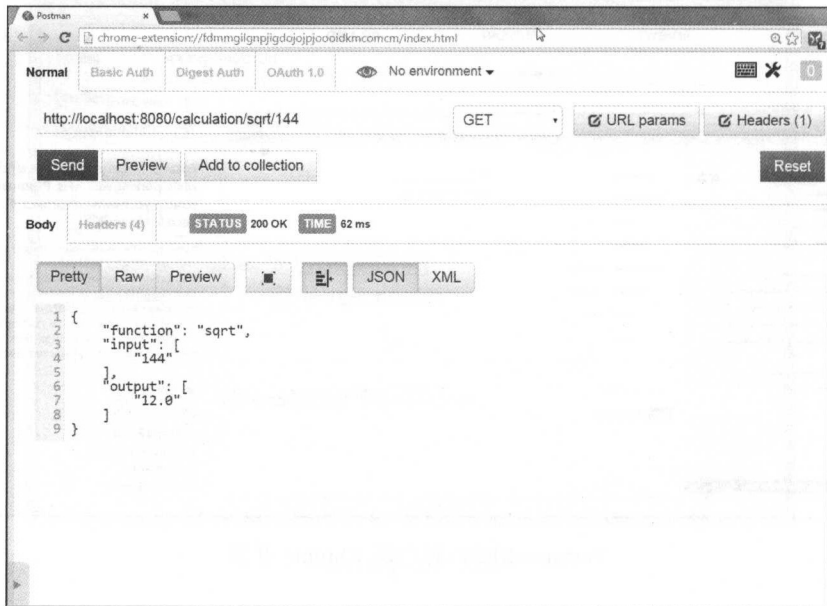 Postman ×
chrome-extension://fdmmgilgnpjigdojojpjoooidkmcomcm/index.html
Normal Basic Auth Digest Auth OAuth 1.0 No environment 0
http://localhost:8080/calculation/sqrt/144 GET URL params Headers (1)
Send Preview Add to collection Reset
Body Headers (4) STATUS 200 OK TIME 62 ms
Pretty Raw Preview JSON XML
1 {
2 "function": "sqrt",
3 "input": [
4 "144"
5 ],
6 "output": [
7 "12.0"
8 ]
9 }